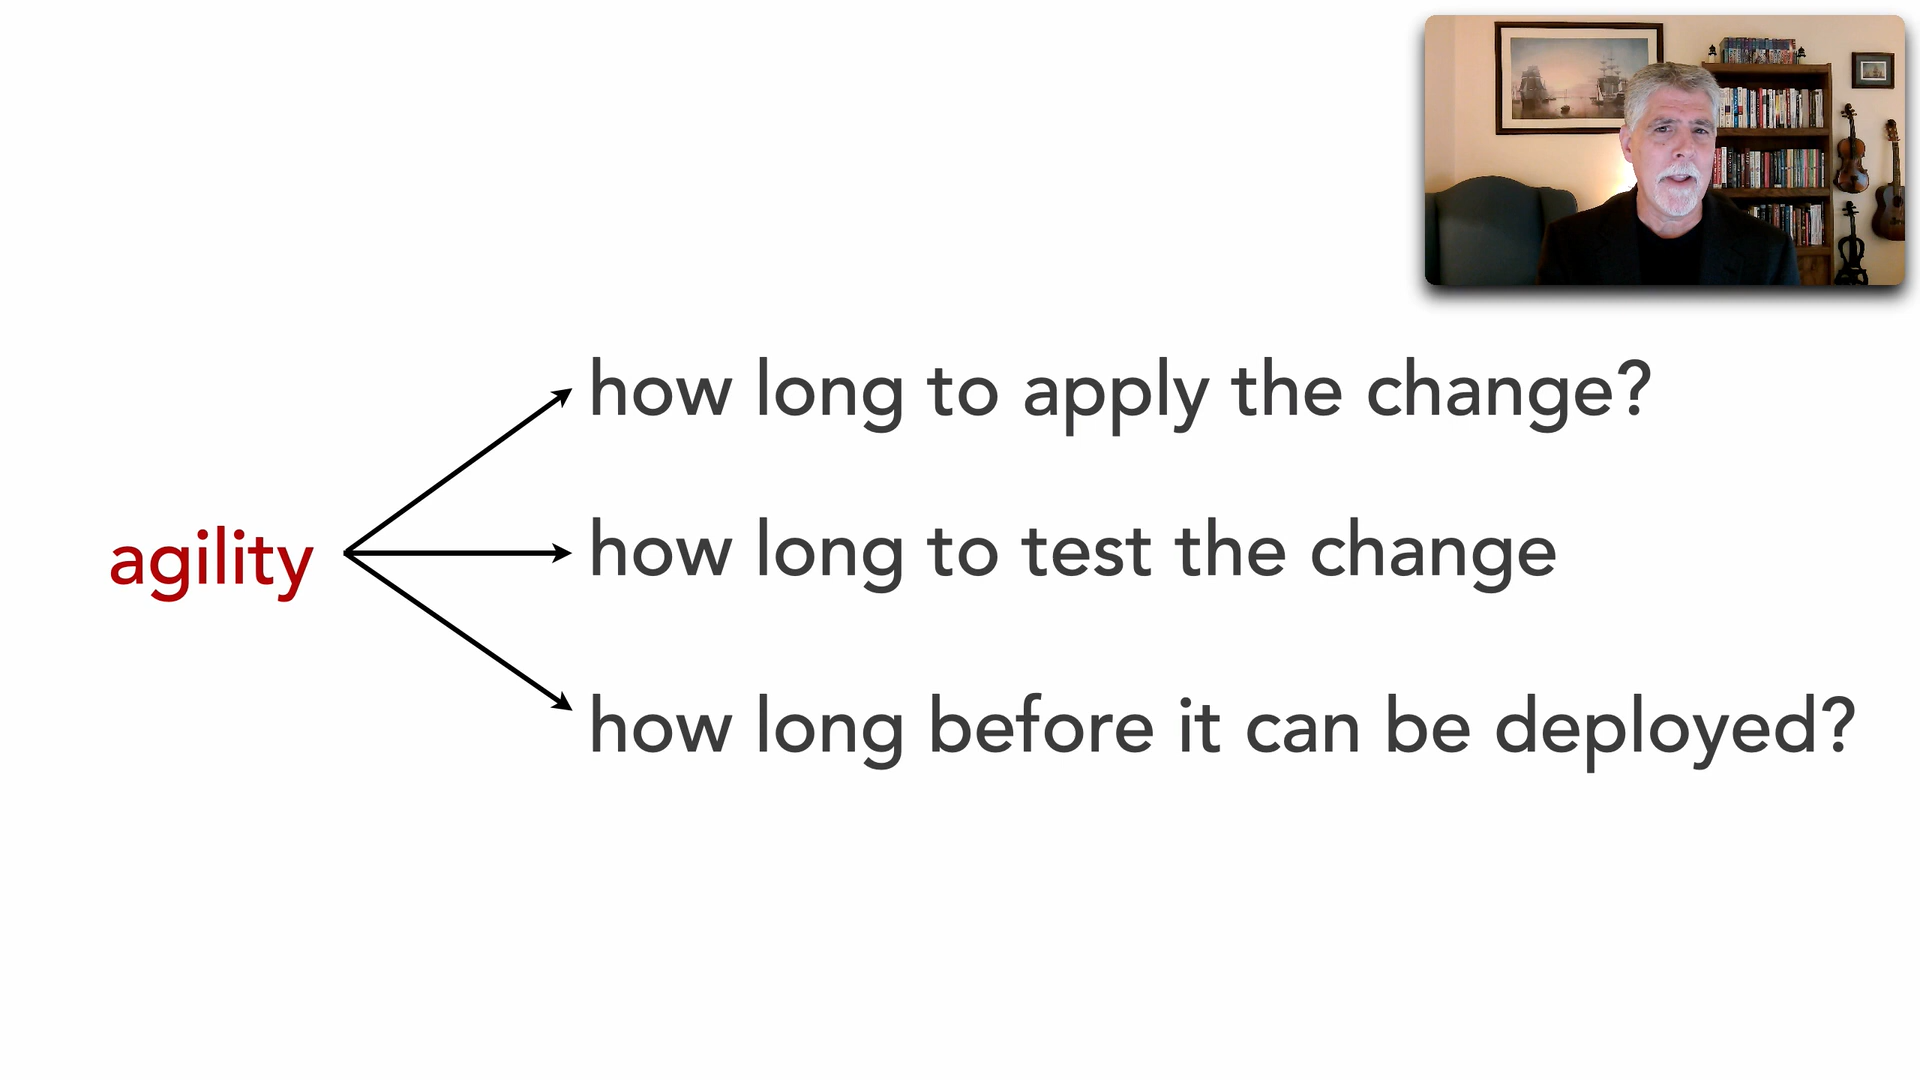 agility
how long to apply the change?
how long to test the change
how long before it can be deployed?